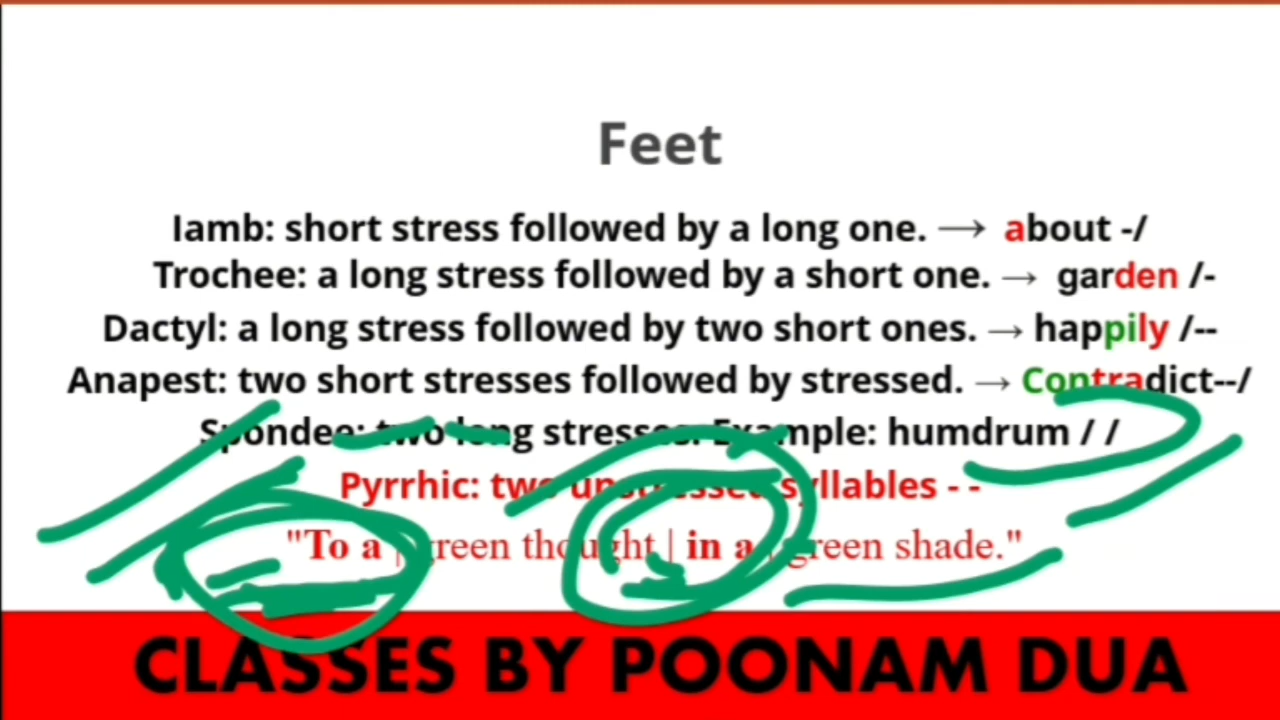 Feet
Iamb: short stress followed by a long one. → about -/
Trochee: a long stress followed by a short one. → garden /-
Dactyl: a long stress followed by two short ones. → happily /--
Anapest: two short stresses followed by stressed. → Contradict--/
Spondee: two long stresses. Example: humdrum / /
Pyrrhic: two unstressed syllables - -
"To a | green thought | in a | green shade."
CLASSES BY POONAM DUA